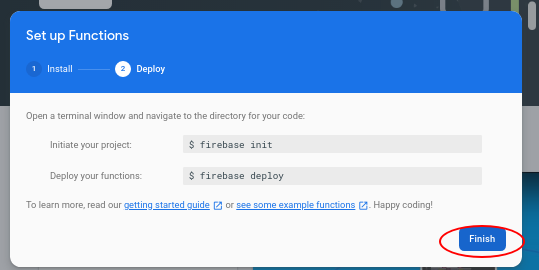 Set up Functions
1 Install 2 Deploy
Open a terminal window and navigate to the directory for your code:
Initiate your project: $ firebase init
Deploy your functions: $ firebase deploy
To learn more, read our getting started guide or see some example functions. Happy coding!
Finish